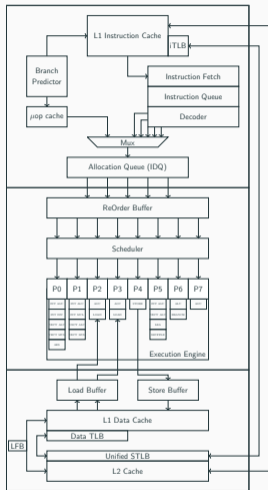 L1 Instruction Cache
iTLB
Branch
Predictor
Instruction Fetch
Instruction Queue
μop cache
Decoder
Mux
Allocation Queue (IDQ)
ReOrder Buffer
Scheduler
P0 P1 P2 P3 P4 P5 P6 P7
Execution Engine
Load Buffer
Store Buffer
L1 Data Cache
Data TLB
LFB
Unified STLB
L2 Cache